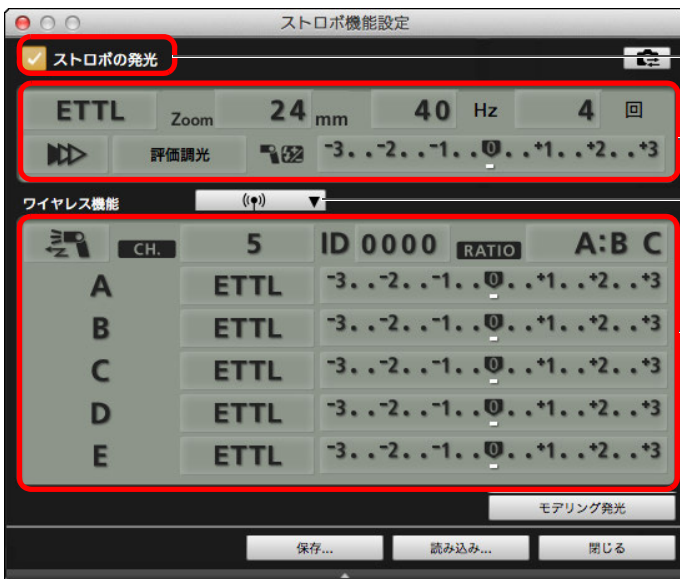 ストロボ機能設定
ストロボの発光
ETTL Zoom 24 mm 40 Hz 4 回
評価調光 -3..-2..-1..0..+1..+2..+3
ワイヤレス機能
CH. 5 ID 0000 RATIO A:B C
A ETTL -3..-2..-1..0..+1..+2..+3
B ETTL -3..-2..-1..0..+1..+2..+3
C ETTL -3..-2..-1..0..+1..+2..+3
D ETTL -3..-2..-1..0..+1..+2..+3
E ETTL -3..-2..-1..0..+1..+2..+3
モデリング発光
保存... 読み込み... 閉じる